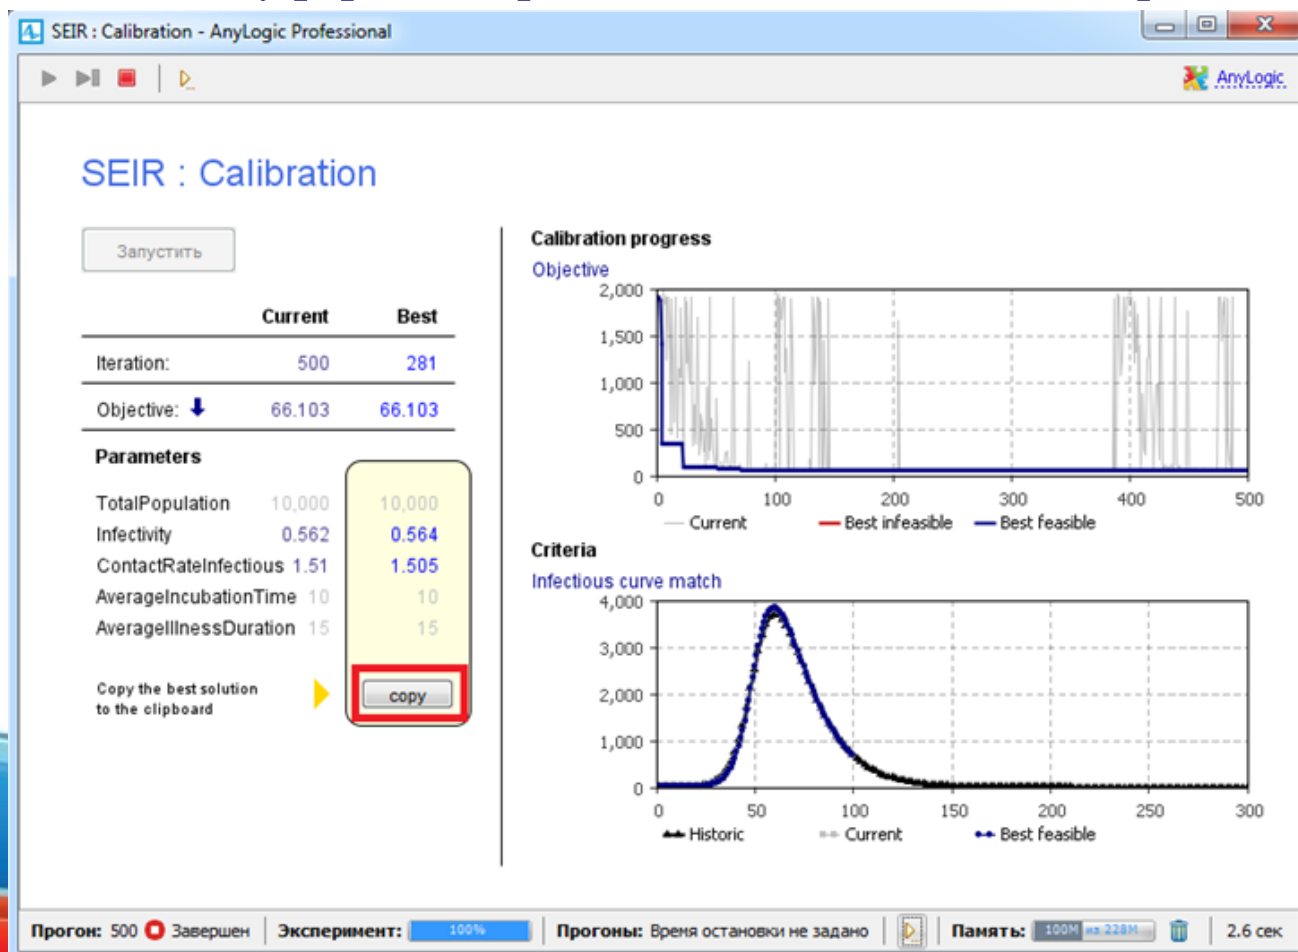 SEIR : Calibration - AnyLogic Professional
AnyLogic
SEIR : Calibration
Запустить
Current Best
Iteration: 500 281
Objective: 66.103 66.103
Parameters
TotalPopulation 10,000 10,000
Infectivity 0.562 0.564
ContactRateInfectious 1.51 1.505
AverageIncubationTime 10 10
AverageIllnessDuration 15 15
Copy the best solution
to the clipboard
copy
Calibration progress
Objective
2,000
1,500
1,000
500
0
0 100 200 300 400 500
Current Best infeasible Best feasible
Criteria
Infectious curve match
4,000
3,000
2,000
1,000
0
0 50 100 150 200 250 300
Historic Current Best feasible
Прогон: 500 Завершен Эксперимент: 100% Прогоны: Время остановки не задано Память: 100M из 228M 2.6 сек